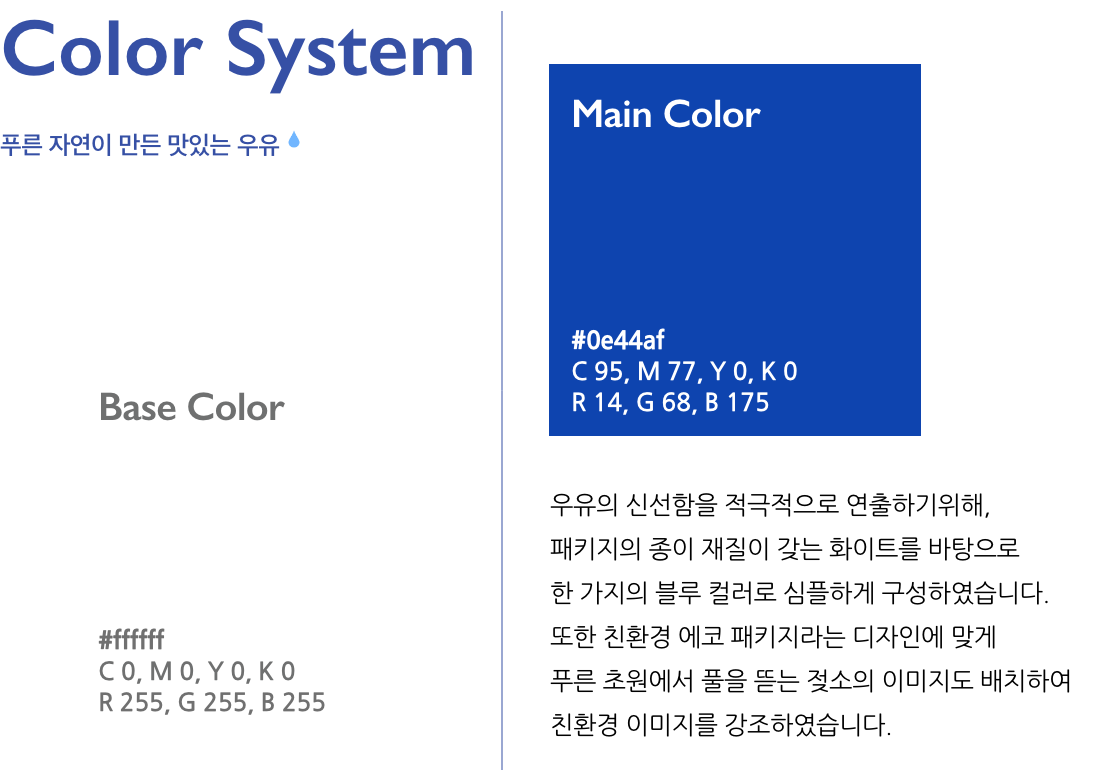 Color System
푸른 자연이 만든 맛있는 우유
Base Color
#ffffff
C 0, M 0, Y 0, K 0
R 255, G 255, B 255
Main Color
#0e44af
C 95, M 77, Y 0, K 0
R 14, G 68, B 175
우유의 신선함을 적극적으로 연출하기위해,
패키지의 종이 재질이 갖는 화이트를 바탕으로
한 가지의 블루 컬러로 심플하게 구성하였습니다.
또한 친환경 에코 패키지라는 디자인에 맞게
푸른 초원에서 풀을 뜯는 젖소의 이미지도 배치하여
친환경 이미지를 강조하였습니다.